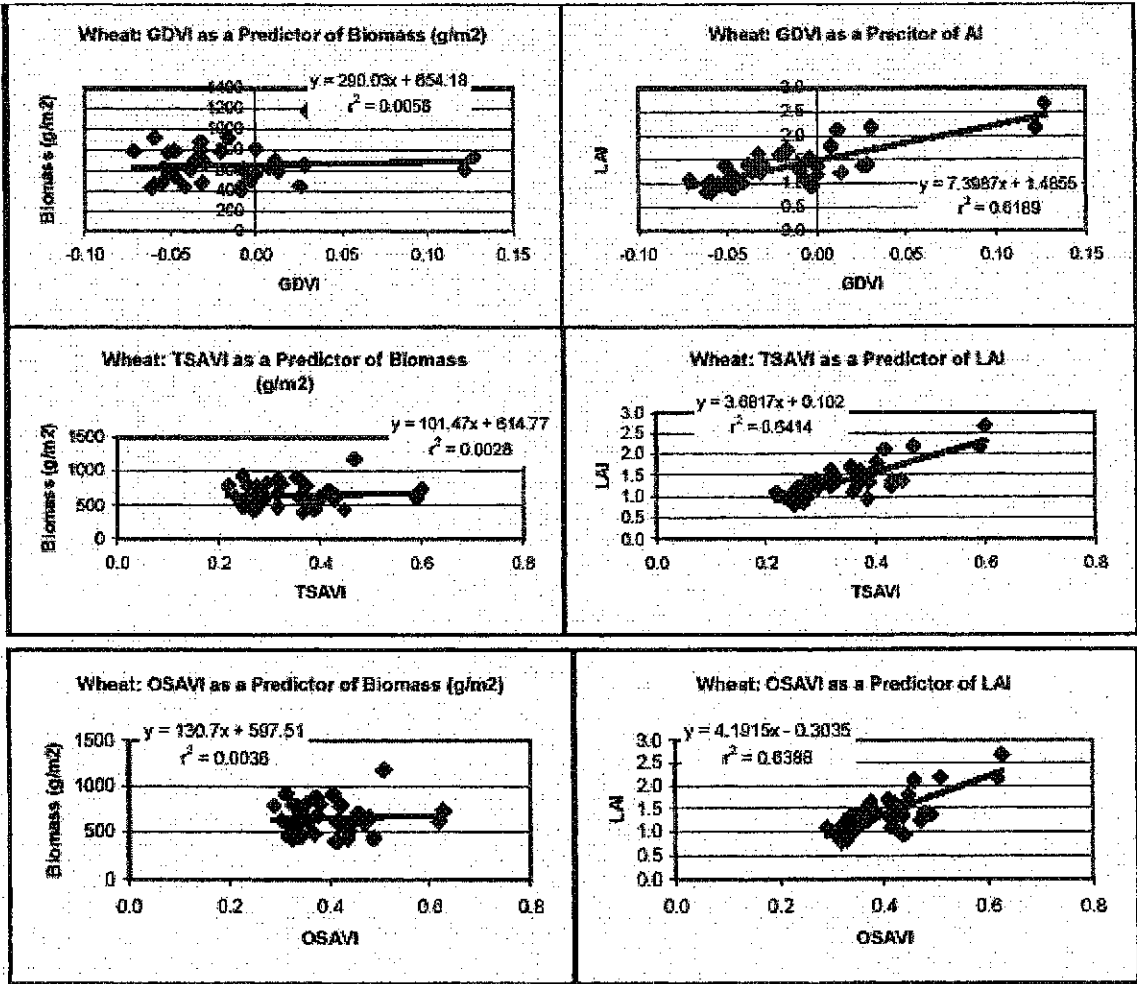 Wheat: GDVI as a Predictor of Biomass (g/m2)
y = 290.03x + 654.18
r² = 0.0056
Biomass (g/m2)
1400
1200
1000
800
600
400
200
0
-0.10 -0.05 0.00 0.05 0.10 0.15
GDVI
Wheat: GDVI as a Precitor of AI
LAI
3.0
2.5
2.0
1.5
1.0
0.5
0.0
y = 7.3987x + 1.4855
r² = 0.6189
-0.10 -0.05 0.00 0.05 0.10 0.15
GDVI
Wheat: TSAVI as a Predictor of Biomass
(g/m2)
y = 101.47x + 614.77
r² = 0.0028
Biomass (g/m2)
1500
1000
500
0
0.0 0.2 0.4 0.6 0.8
TSAVI
Wheat: TSAVI as a Predictor of LAI
y = 3.6817x + 0.102
r² = 0.6414
LAI
3.0
2.5
2.0
1.5
1.0
0.5
0.0
0.0 0.2 0.4 0.6 0.8
TSAVI
Wheat: OSAVI as a Predictor of Biomass (g/m2)
y = 130.7x + 597.51
r² = 0.0036
Biomass (g/m2)
1500
1000
500
0
0.0 0.2 0.4 0.6 0.8
OSAVI
Wheat: OSAVI as a Predictor of LAI
y = 4.1915x - 0.3035
r² = 0.6398
LAI
3.0
2.5
2.0
1.5
1.0
0.5
0.0
0.0 0.2 0.4 0.6 0.8
OSAVI